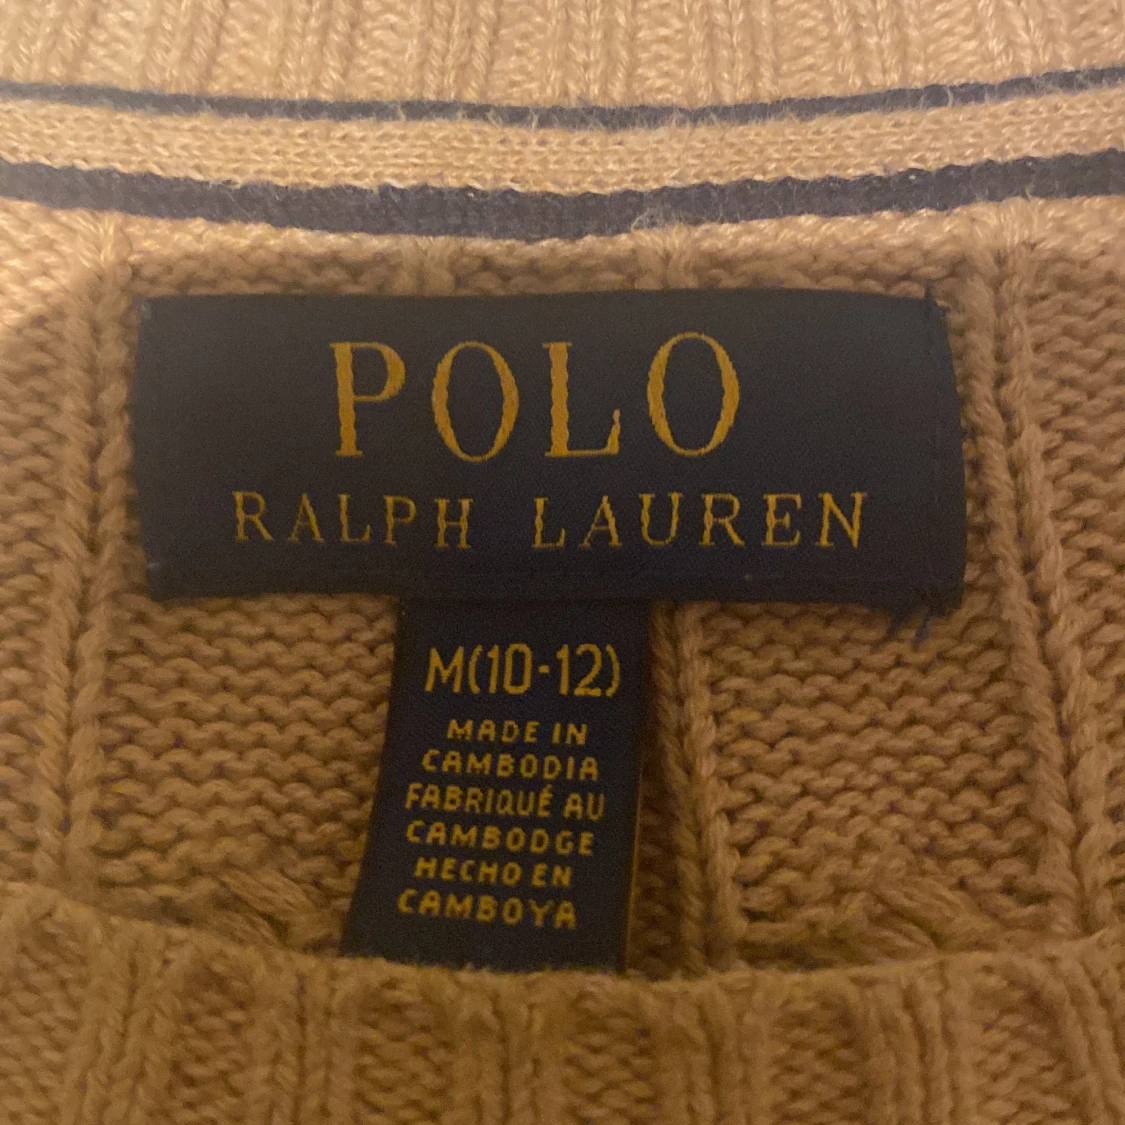 POLO
RALPH LAUREN
M(10-12)
MADE IN
CAMBODIA
FABRIQUÉ AU
CAMBODGE
HECHO EN
CAMBOYA